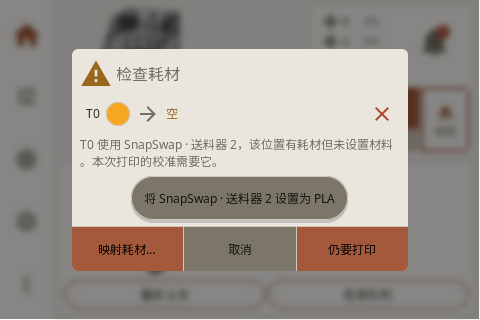 检查耗材
T0 → 空
T0 使用 SnapSwap · 送料器 2，该位置有耗材但未设置材料
。本次打印的校准需要它。
将 SnapSwap · 送料器 2 设置为 PLA
映射耗材... 取消 仍要打印